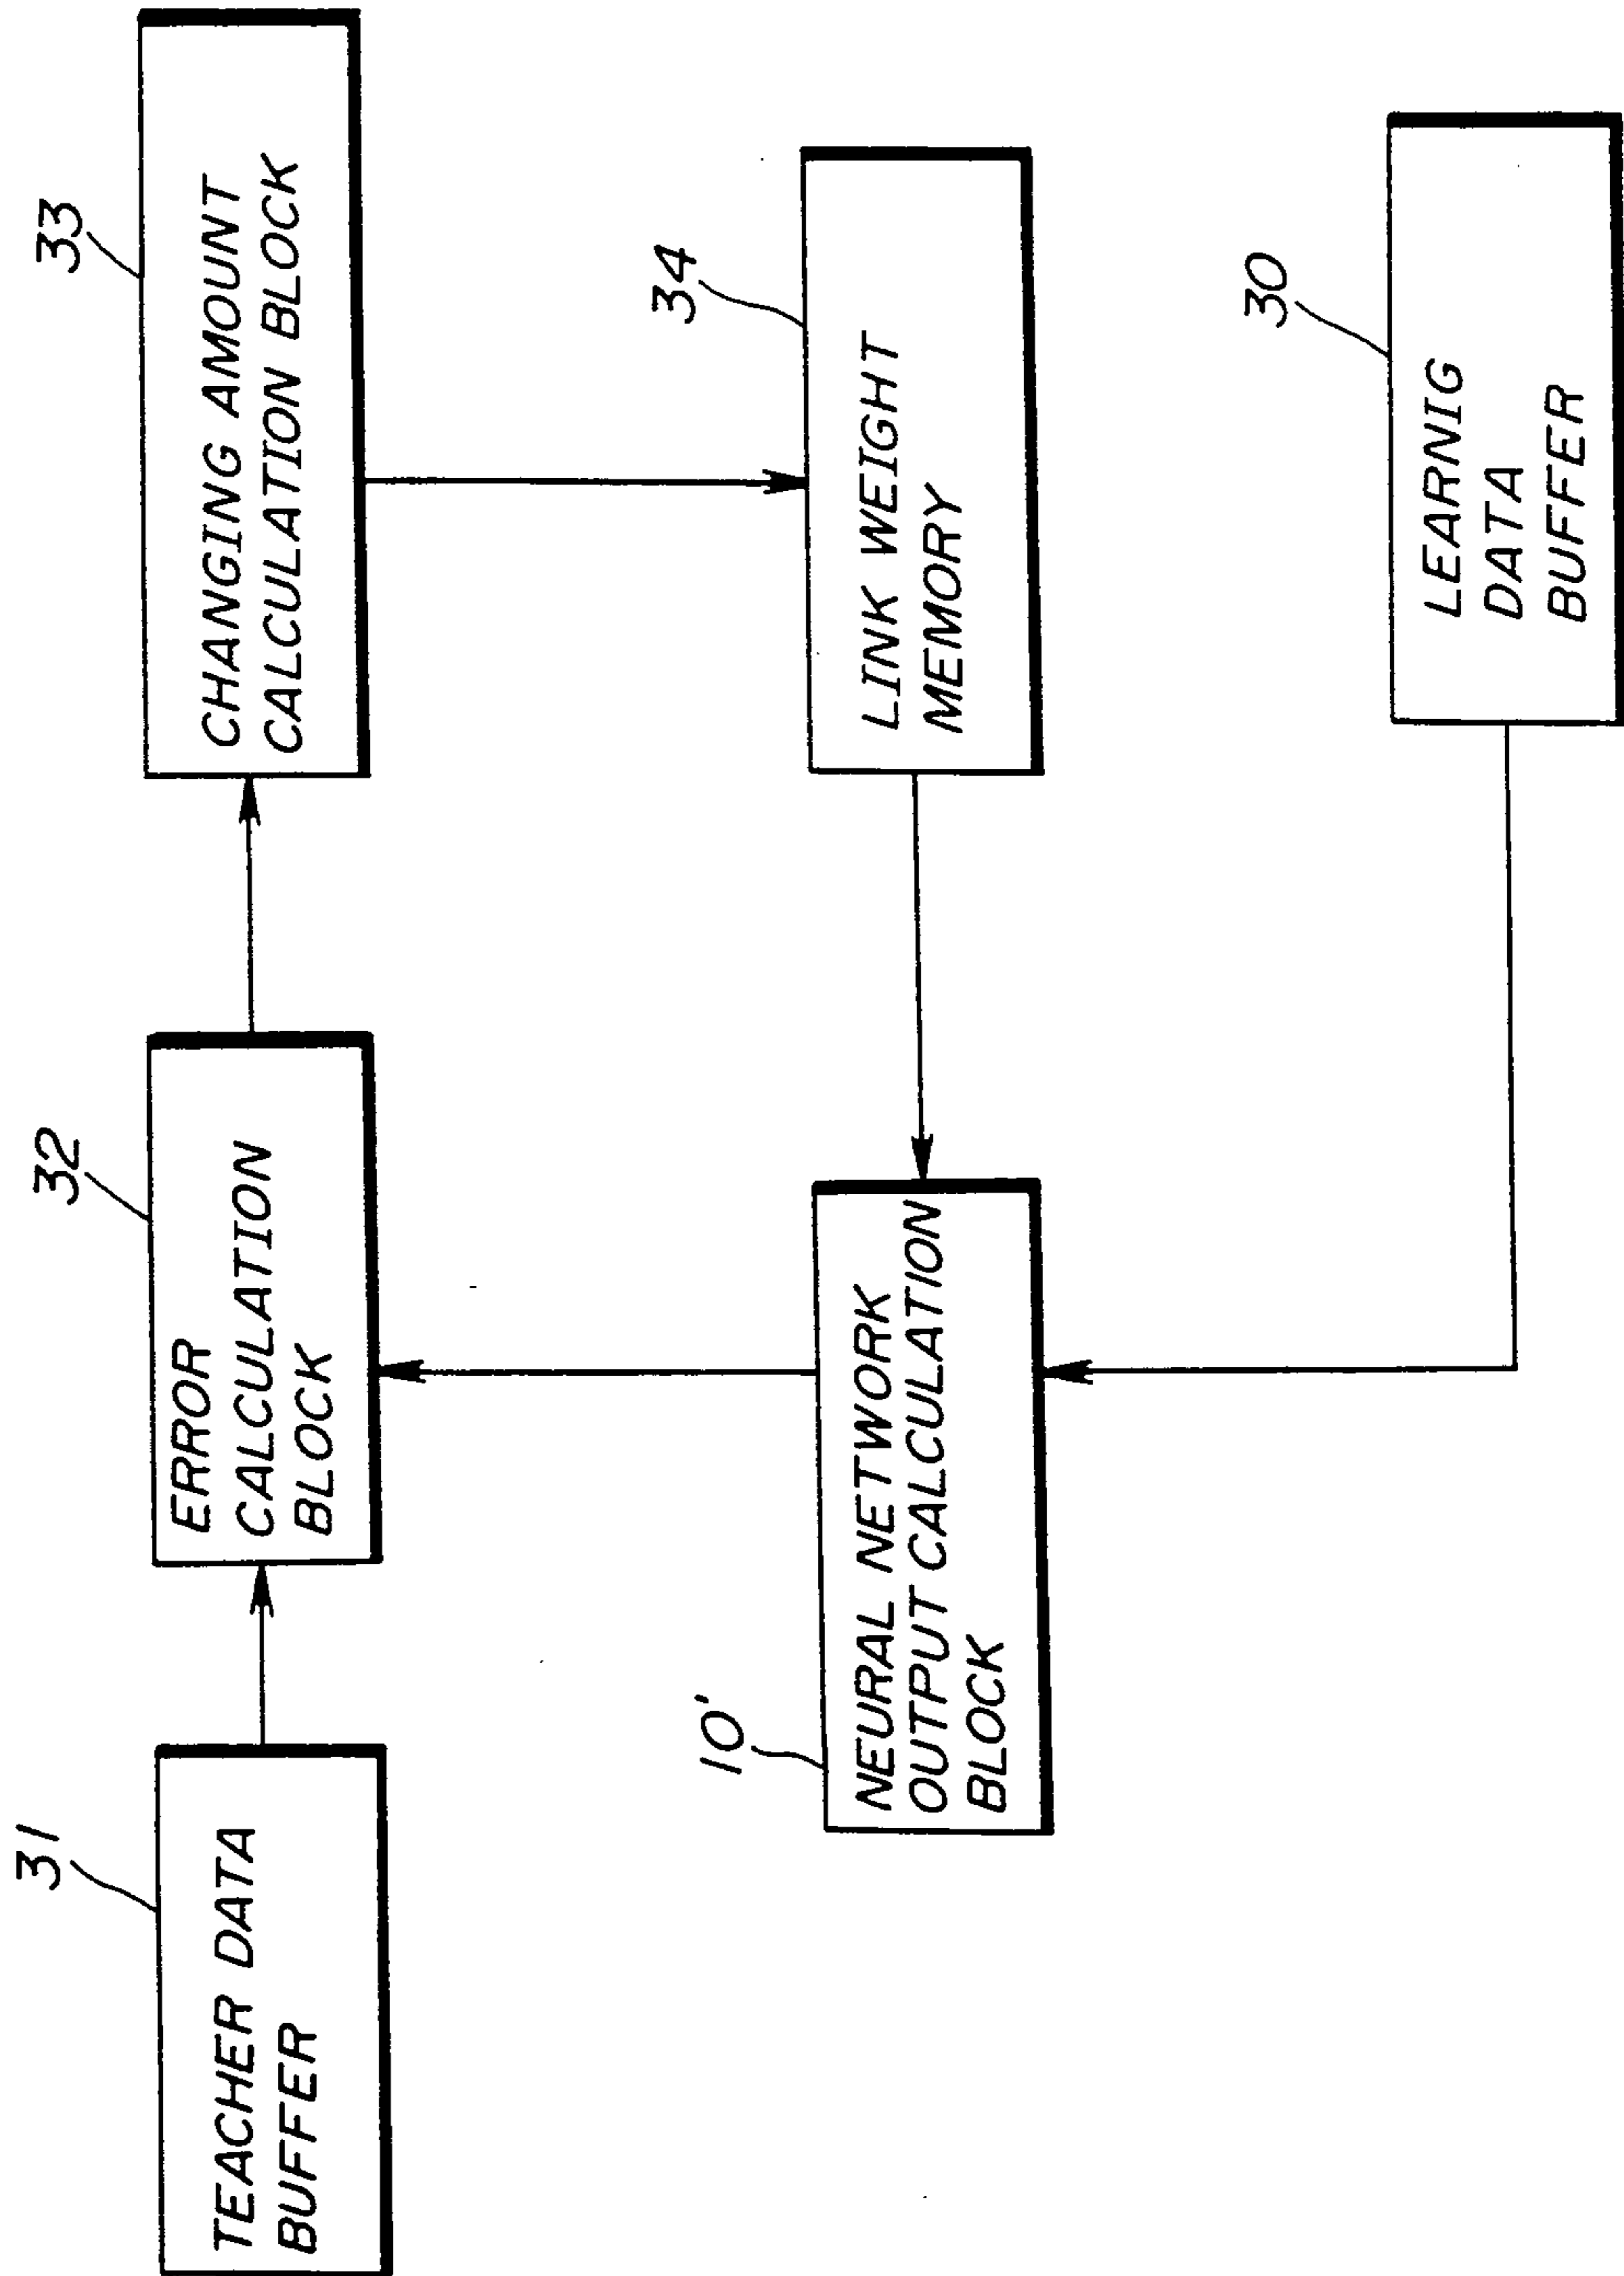 31
TEACHER DATA
BUFFER
32
ERROR
CALCULATION
BLOCK
33
CHANGING AMOUNT
CALCULATION BLOCK
10'
NEURAL NETWORK
OUTPUT CALCULATION
BLOCK
34
LINK WEIGHT
MEMORY
30
LEARNIG
DATA
BUFFER